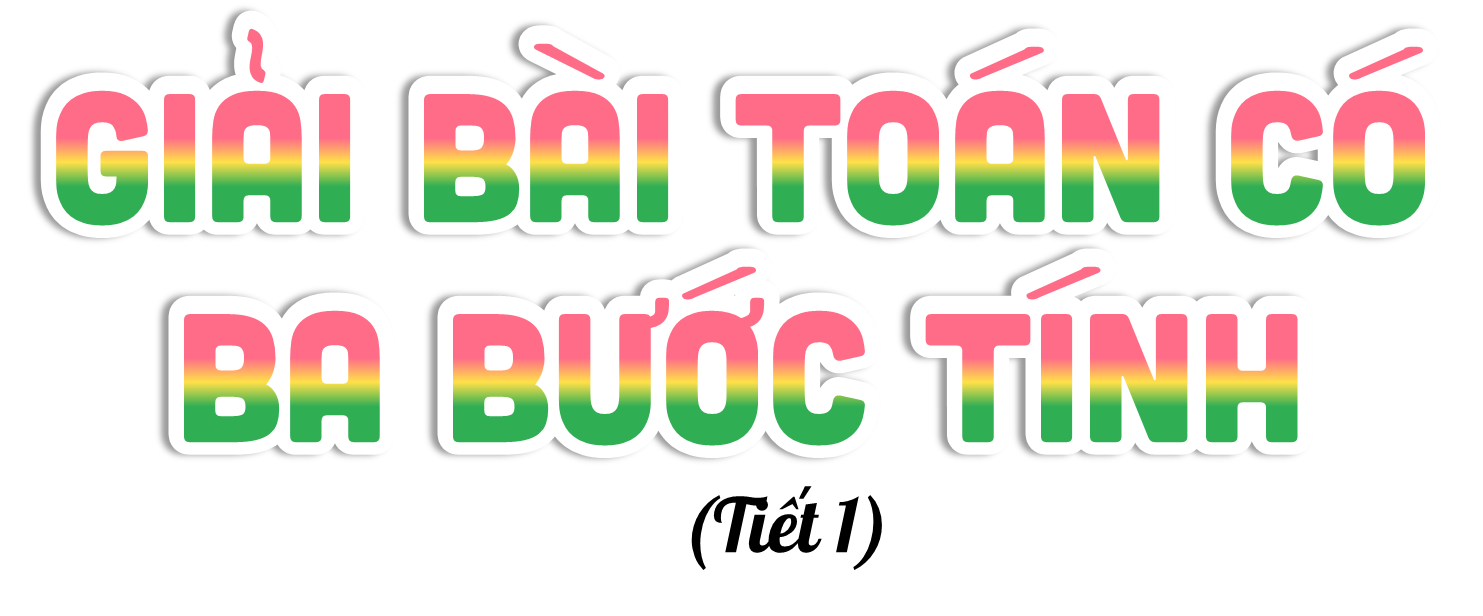 GIẢI BÀI TOÁN CÓ
BA BƯỚC TÍNH
(Tiết 1)